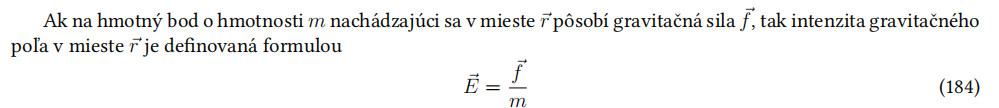 Ak na hmotný bod o hmotnosti $m$ nachádzajúci sa v mieste $\vec{r}$ pôsobí gravitačná sila $\vec{f}$, tak intenzita gravitačného
poľa v mieste $\vec{r}$ je definovaná formulou
$\vec{E} = \frac{\vec{f}}{m}$ (184)